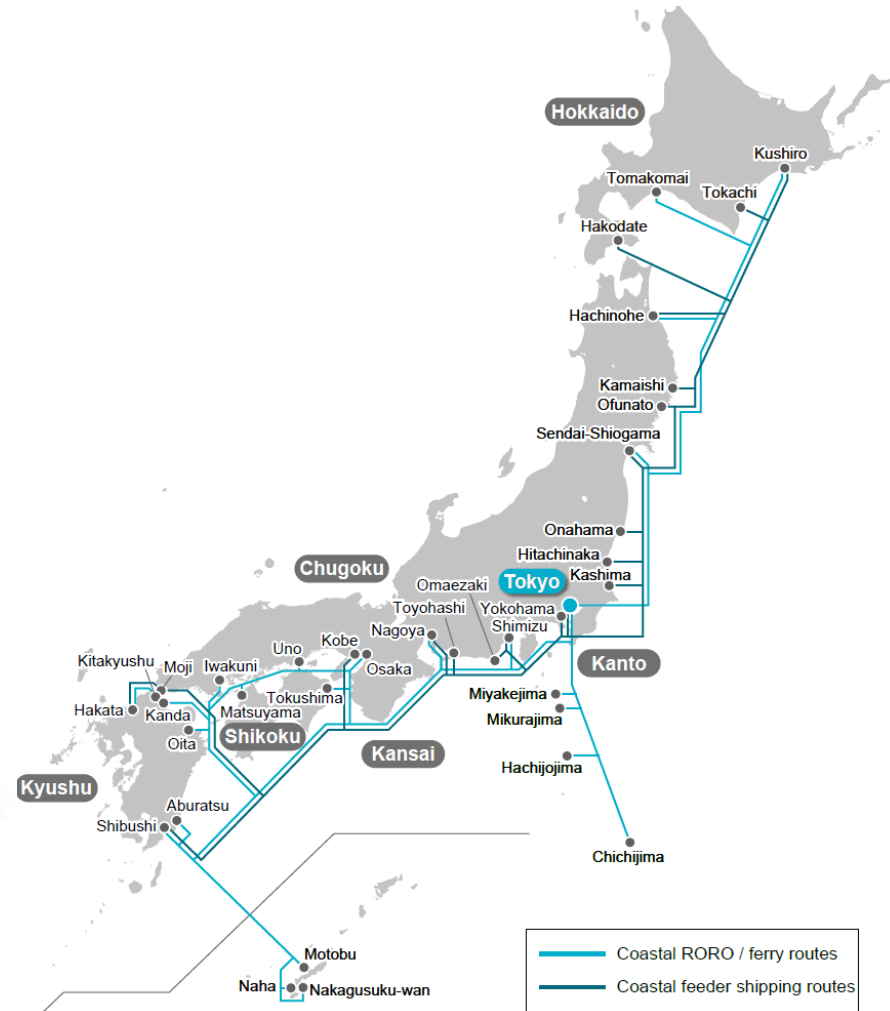 Hokkaido
Kushiro
Tomakomai
Tokachi
Hakodate
Hachinohe
Kamaishi
Ofunato
Sendai-Shiogama
Onahama
Hitachinaka
Kashima
Chugoku
Omaezaki
Tokyo
Toyohashi
Yokohama
Shimizu
Nagoya
Kobe
Uno
Osaka
Kitakyushu
Moji
Iwakuni
Kanto
Tokushima
Miyakejima
Hakata
Kanda
Matsuyama
Mikurajima
Oita
Shikoku
Kansai
Hachijojima
Kyushu
Aburatsu
Shibushi
Chichijima
Motobu
Naha
Nakagusuku-wan
Coastal RORO / ferry routes
Coastal feeder shipping routes